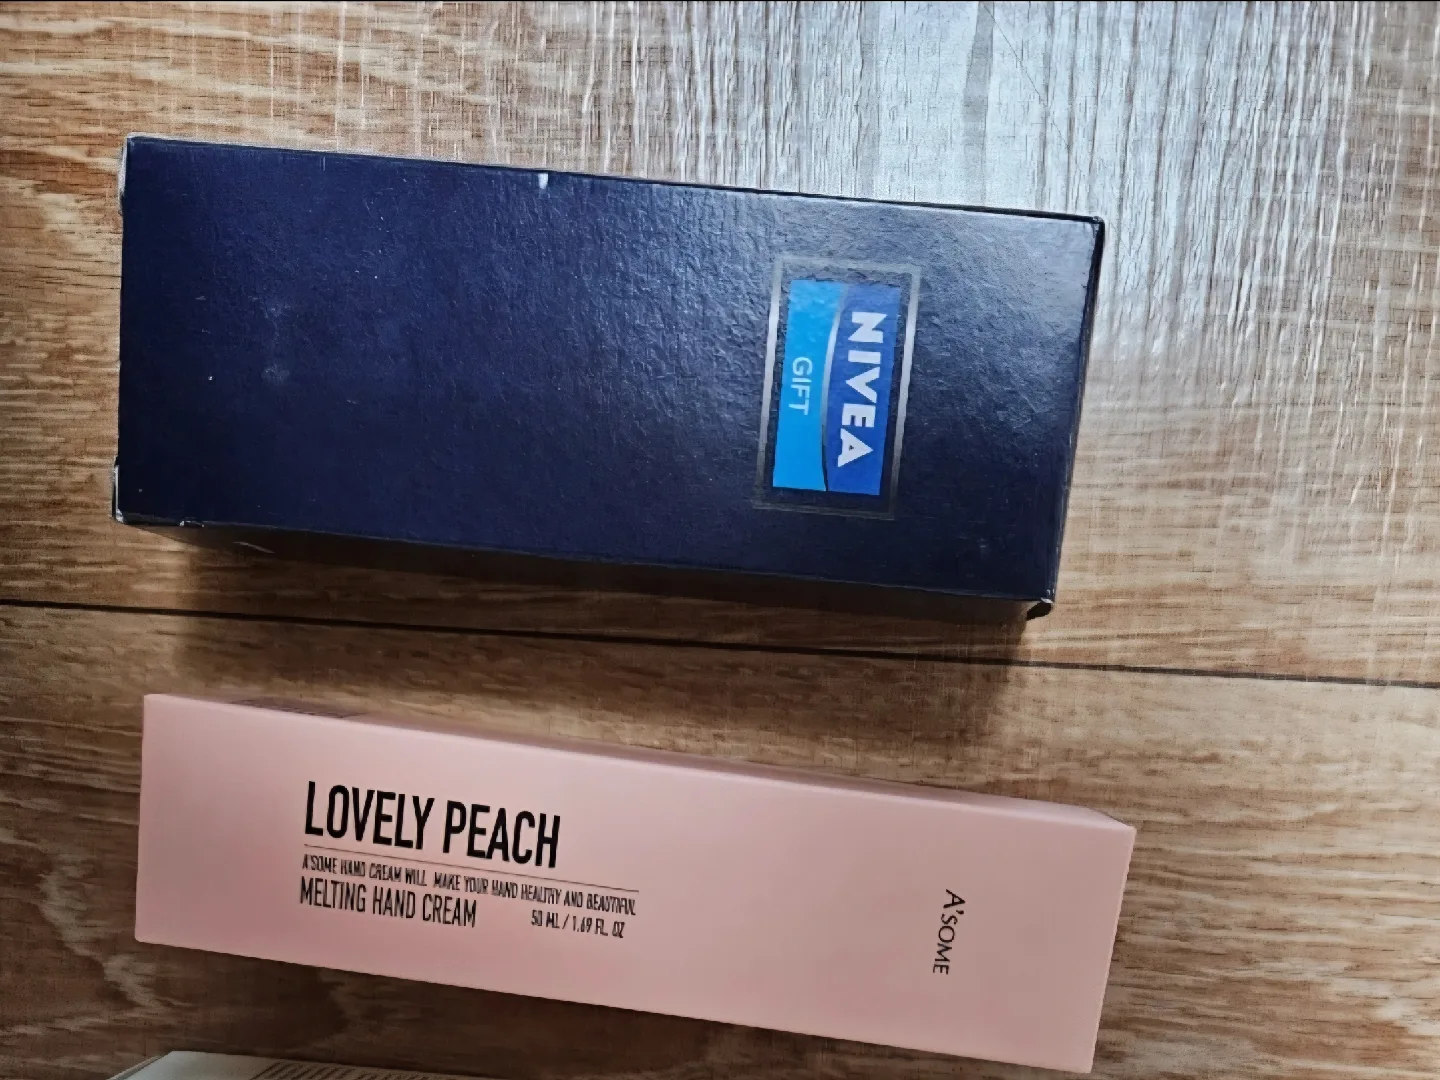 NIVEA
GIFT
LOVELY PEACH
A'SOME HAND CREAM WILL MAKE YOUR HAND HEALTHY AND BEAUTIFUL
MELTING HAND CREAM
50 ML / 1.69 FL. OZ
A'SOME